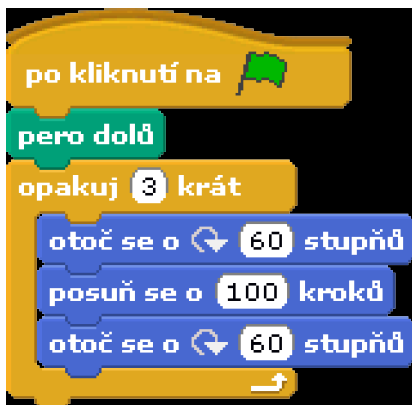 po kliknutí na
pero dolů
opakuj 3 krát
otoč se o 60 stupňů
posuň se o 100 kroků
otoč se o 60 stupňů